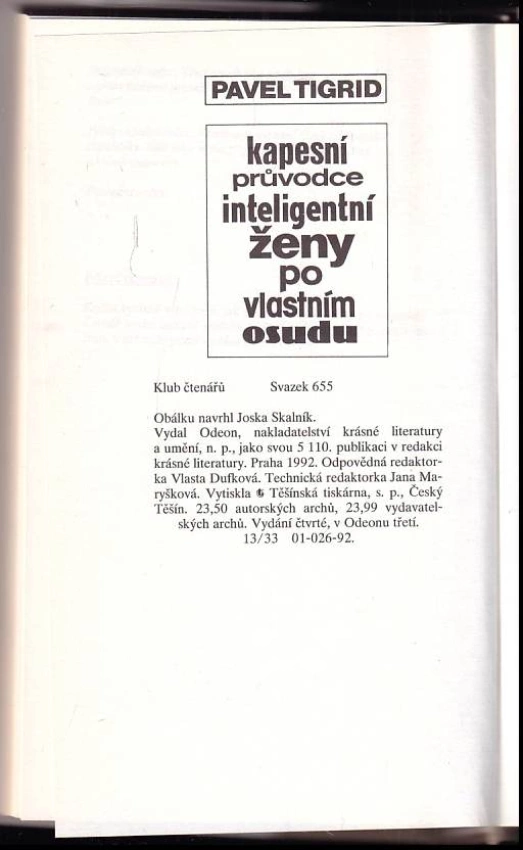 PAVEL TIGRID
kapesní
průvodce
inteligentní
ženy
po
vlastním
osudu
Klub čtenářů Svazek 655
Obálku navrhl Joska Skalník.
Vydal Odeon, nakladatelství krásné literatury
a umění, n. p., jako svou 5 110. publikaci v redakci
krásné literatury. Praha 1992. Odpovědná redaktor-
ka Vlasta Dufková. Technická redaktorka Jana Ma-
ryšková. Vytiskla Těšínská tiskárna, s. p., Český
Těšín. 23,50 autorských archů, 23,99 vydavatel-
ských archů. Vydání čtvrté, v Odeonu třetí.
13/33 01-026-92.